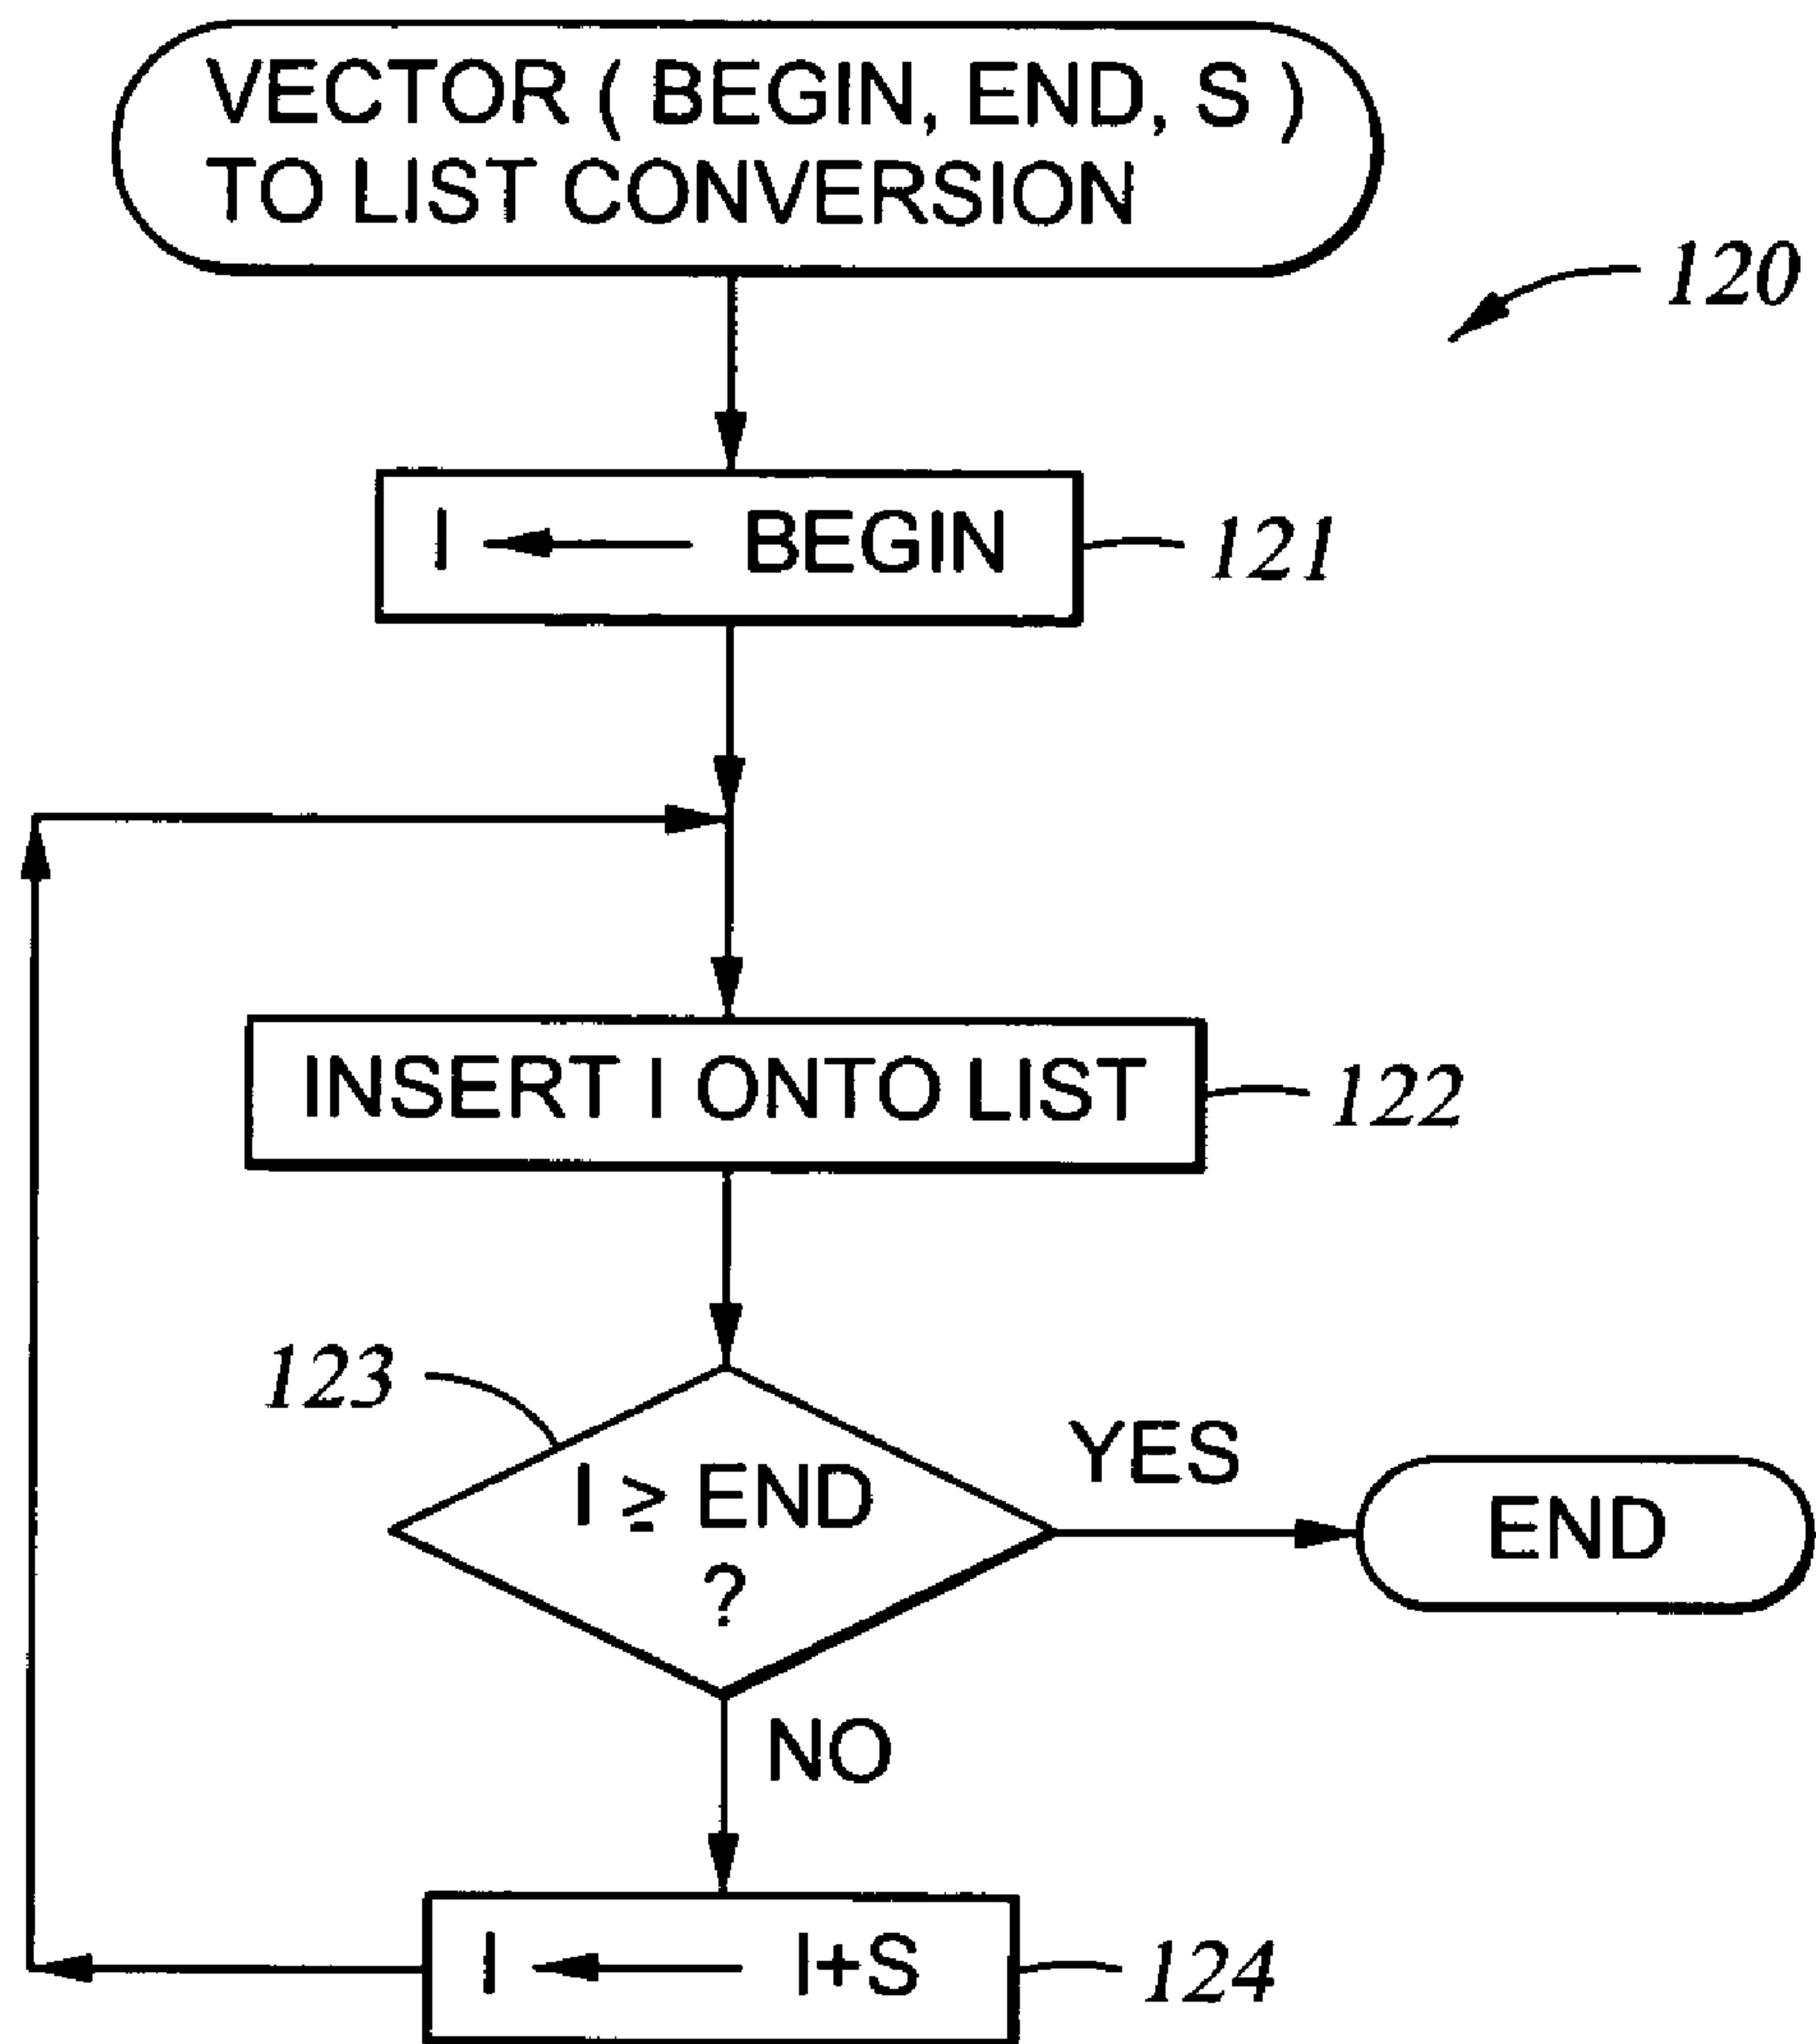 VECTOR ( BEGIN, END, S )
TO LIST CONVERSION
120
I ← BEGIN
121
INSERT I ONTO LIST
122
123
I ≥ END
?
YES
END
NO
I ← I+S
124